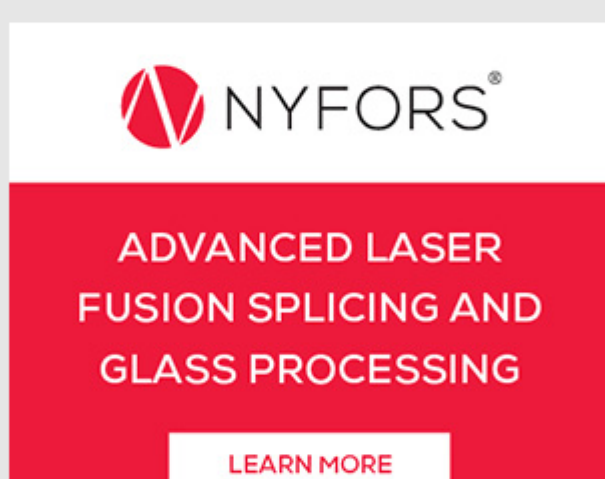 NYFORS®
ADVANCED LASER
FUSION SPLICING AND
GLASS PROCESSING
LEARN MORE